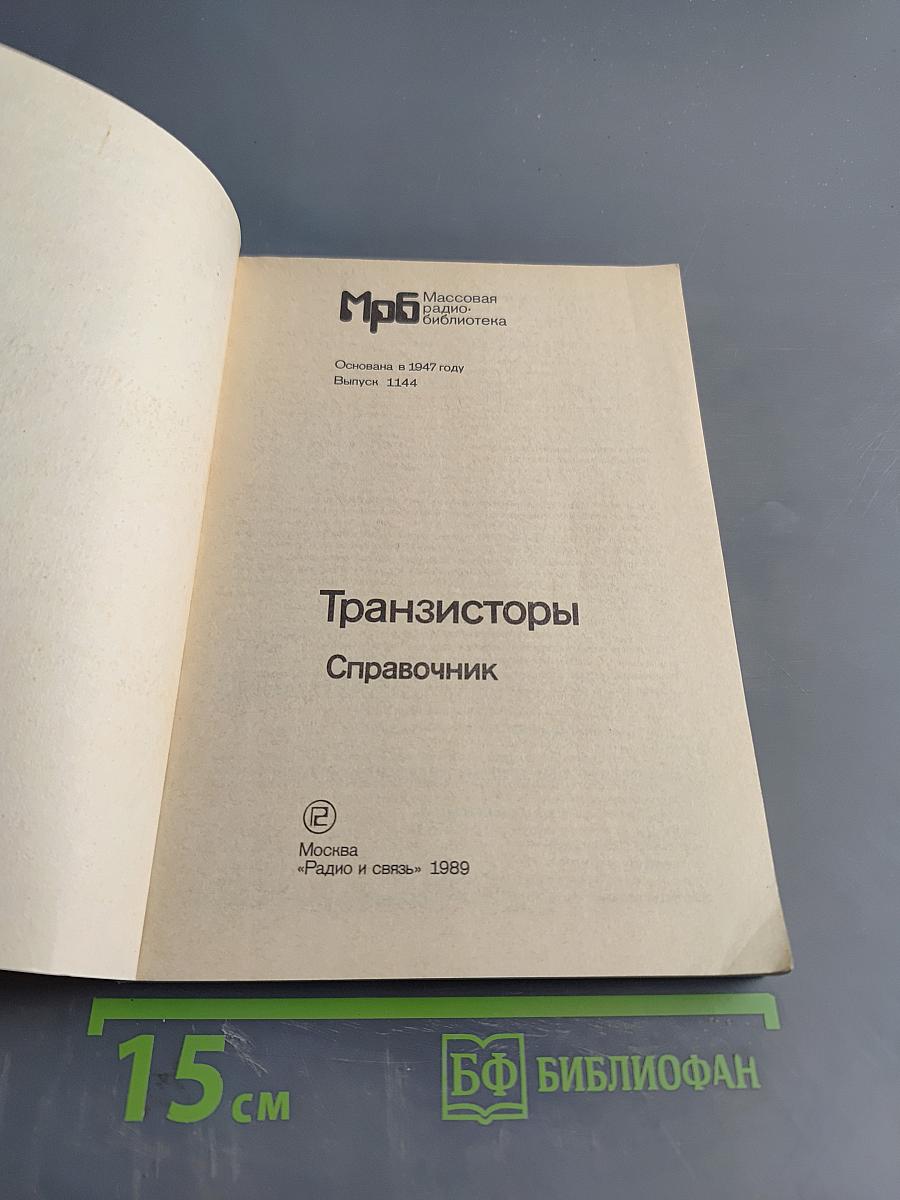 Мрб Массовая
радио-
библиотека
Основана в 1947 году
Выпуск 1144
Транзисторы
Справочник
Москва
«Радио и связь» 1989
15 см
БФ БИБЛИОФАН